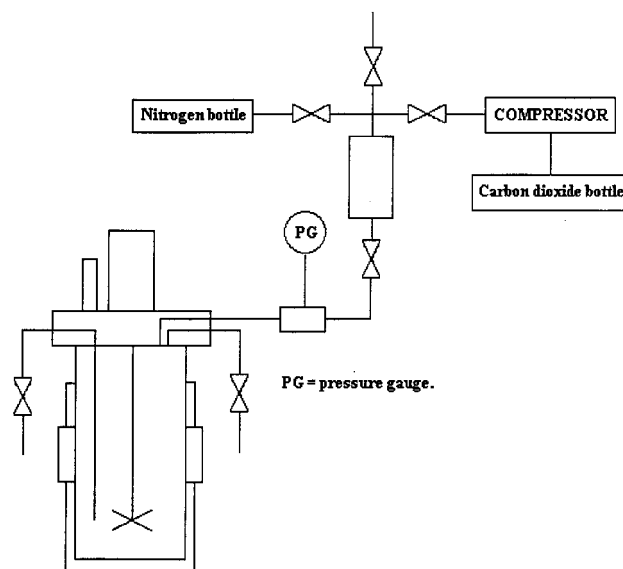 Nitrogen bottle
COMPRESSOR
Carbon dioxide bottle
PG
PG = pressure gauge.